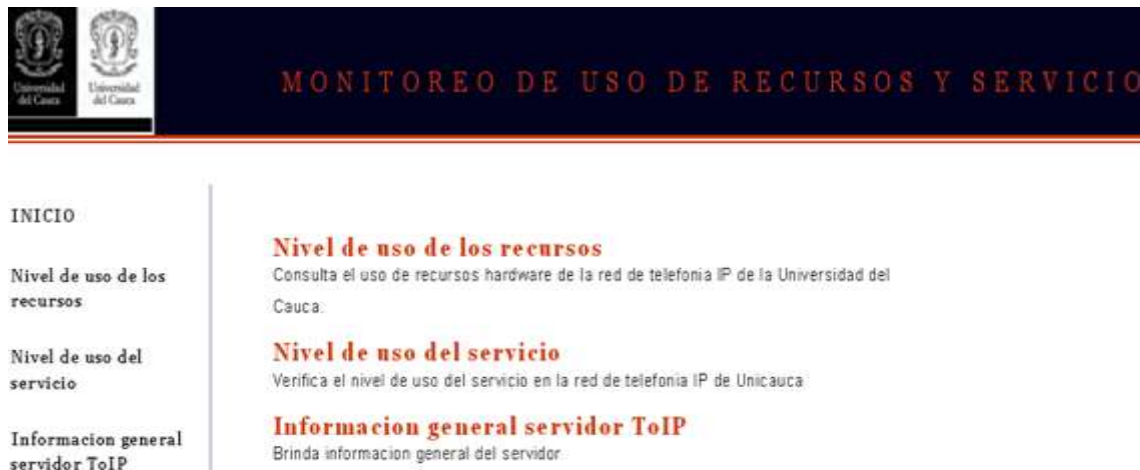 Universidad
del Cauca
Universidad
del Cauca
MONITOREO DE USO DE RECURSOS Y SERVICIO
INICIO
Nivel de uso de los
recursos
Nivel de uso del
servicio
Informacion general
servidor ToIP
Nivel de uso de los recursos
Consulta el uso de recursos hardware de la red de telefonia IP de la Universidad del
Cauca.
Nivel de uso del servicio
Verifica el nivel de uso del servicio en la red de telefonia IP de Unicauca
Informacion general servidor ToIP
Brinda informacion general del servidor